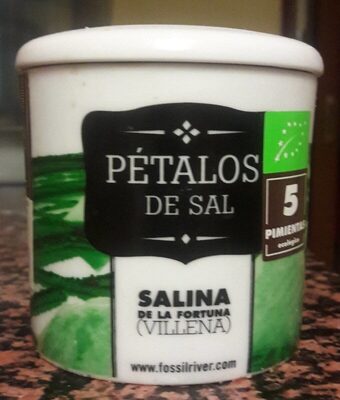 PÉTALOS
DE SAL
5
PIMIENTAS
ecológico
SALINA
DE LA FORTUNA
(VILLENA)
www.fossilriver.com